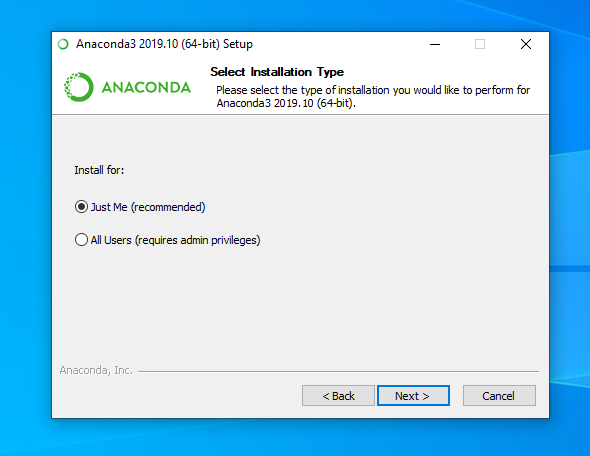 Anaconda3 2019.10 (64-bit) Setup
ANACONDA
Select Installation Type
Please select the type of installation you would like to perform for
Anaconda3 2019.10 (64-bit).
Install for:
Just Me (recommended)
All Users (requires admin privileges)
Anaconda, Inc.
< Back
Next >
Cancel